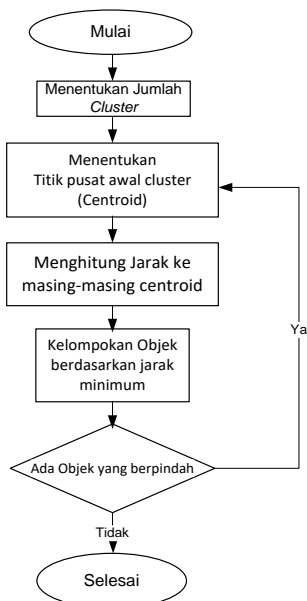 Mulai
Menentukan Jumlah
Cluster
Menentukan
Titik pusat awal cluster
(Centroid)
Menghitung Jarak ke
masing-masing centroid
Kelompokan Objek
berdasarkan jarak
minimum
Ya
Ada Objek yang berpindah
Tidak
Selesai